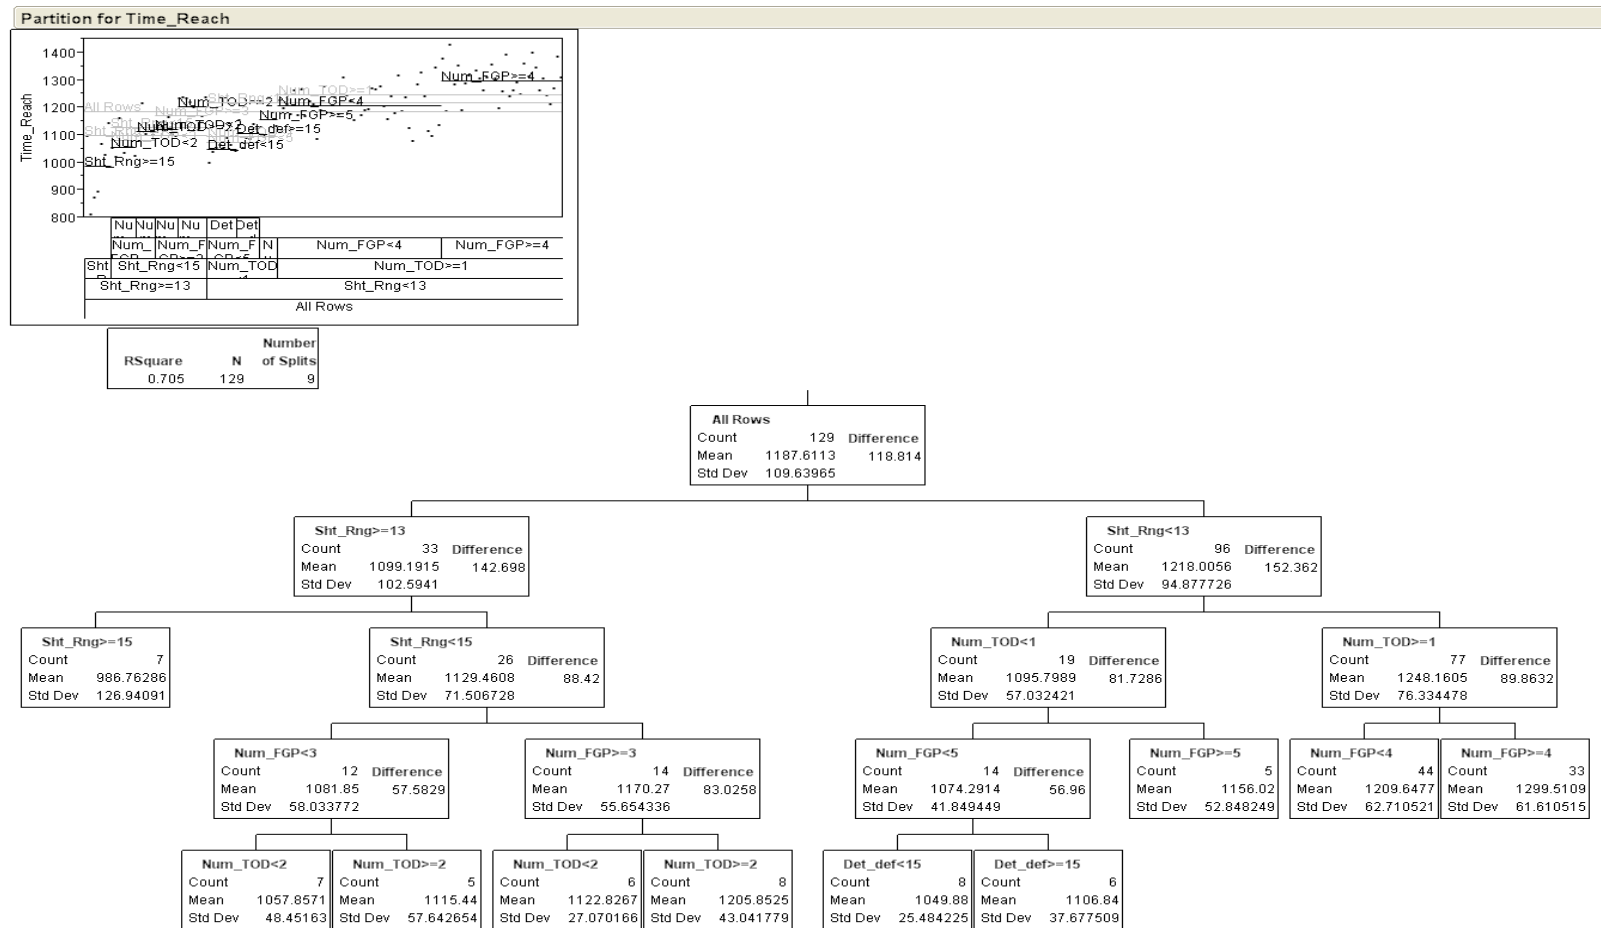 Partition for Time_Reach
1400
1300
1200
1100
1000
900
800
Time_Reach
All Rows
Num_FGP>=4
Num_TOD>=1
Num_TOD>=2
Num_FGP<4
Num_FGP>=5
Det_def>=15
Num_TOD<2
Det_def<15
Sht_Rng>=15
Nu Nu Nu Nu Det Det
Num_ Num_F Num_F N Num_FGP<4 Num_FGP>=4
Sht Sht_Rng<15 Num_TOD Num_TOD>=1
Sht_Rng>=13 Sht_Rng<13
All Rows
Number
RSquare N of Splits
0.705 129 9
All Rows
Count 129 Difference
Mean 1187.6113 118.814
Std Dev 109.63965
Sht_Rng>=13
Count 33 Difference
Mean 1099.1915 142.698
Std Dev 102.5941
Sht_Rng<13
Count 96 Difference
Mean 1218.0056 152.362
Std Dev 94.877726
Sht_Rng>=15
Count 7
Mean 986.76286
Std Dev 126.94091
Sht_Rng<15
Count 26 Difference
Mean 1129.4608 88.42
Std Dev 71.506728
Num_TOD<1
Count 19 Difference
Mean 1095.7989 81.7286
Std Dev 57.032421
Num_TOD>=1
Count 77 Difference
Mean 1248.1605 89.8632
Std Dev 76.334478
Num_FGP<3
Count 12 Difference
Mean 1081.85 57.5829
Std Dev 58.033772
Num_FGP>=3
Count 14 Difference
Mean 1170.27 83.0258
Std Dev 55.654336
Num_FGP<5
Count 14 Difference
Mean 1074.2914 56.96
Std Dev 41.849449
Num_FGP>=5
Count 5
Mean 1156.02
Std Dev 52.848249
Num_FGP<4
Count 44
Mean 1209.6477
Std Dev 62.710521
Num_FGP>=4
Count 33
Mean 1299.5109
Std Dev 61.610515
Num_TOD<2
Count 7
Mean 1057.8571
Std Dev 48.45163
Num_TOD>=2
Count 5
Mean 1115.44
Std Dev 57.642654
Num_TOD<2
Count 6
Mean 1122.8267
Std Dev 27.070166
Num_TOD>=2
Count 8
Mean 1205.8525
Std Dev 43.041779
Det_def<15
Count 8
Mean 1049.88
Std Dev 25.484225
Det_def>=15
Count 6
Mean 1106.84
Std Dev 37.677509